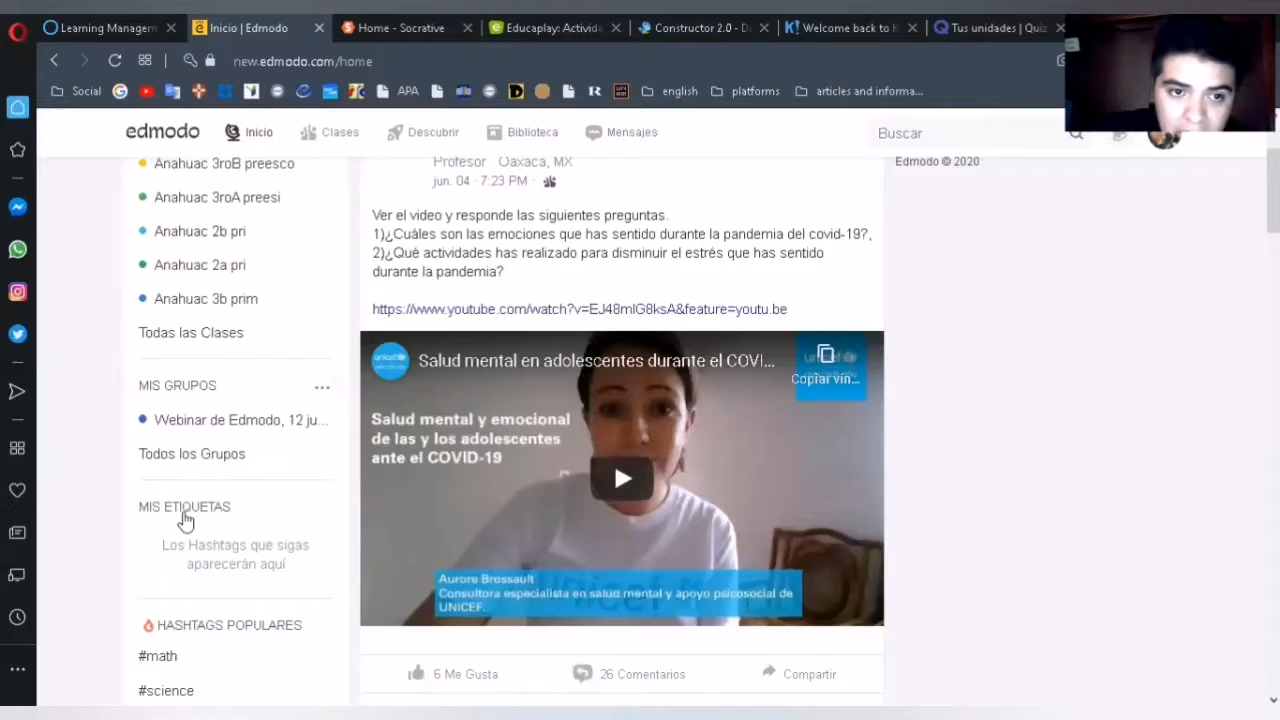 Learning Managem
Inicio | Edmodo
Home - Socrative
Educaplay: Activida
Constructor 2.0 - D
Welcome back to K
Tus unidades | Quiz
new.edmodo.com/home
Social
APA
english
platforms
articles and informa...
edmodo
Inicio
Clases
Descubrir
Biblioteca
Mensajes
Buscar
Anahuac 3roB preesco
Anahuac 3roA preesi
Anahuac 2b pri
Anahuac 2a pri
Anahuac 3b prim
Todas las Clases
MIS GRUPOS
Webinar de Edmodo, 12 ju...
Todos los Grupos
MIS ETIQUETAS
Los Hashtags que sigas
aparecerán aquí
HASHTAGS POPULARES
#math
#science
Profesor Oaxaca, MX
jun. 04 · 7:23 PM ·
Ver el video y responde las siguientes preguntas.
1)¿Cuáles son las emociones que has sentido durante la pandemia del covid-19?,
2)¿Qué actividades has realizado para disminuir el estrés que has sentido
durante la pandemia?
https://www.youtube.com/watch?v=EJ48mlG8ksA&feature=youtu.be
unicef
Salud mental en adolescentes durante el COVI...
Copiar vín...
Salud mental y emocional
de las y los adolescentes
ante el COVID-19
Aurore Brossault
Consultora especialista en salud mental y apoyo psicosocial de
UNICEF.
6 Me Gusta
26 Comentarios
Compartir
Edmodo © 2020